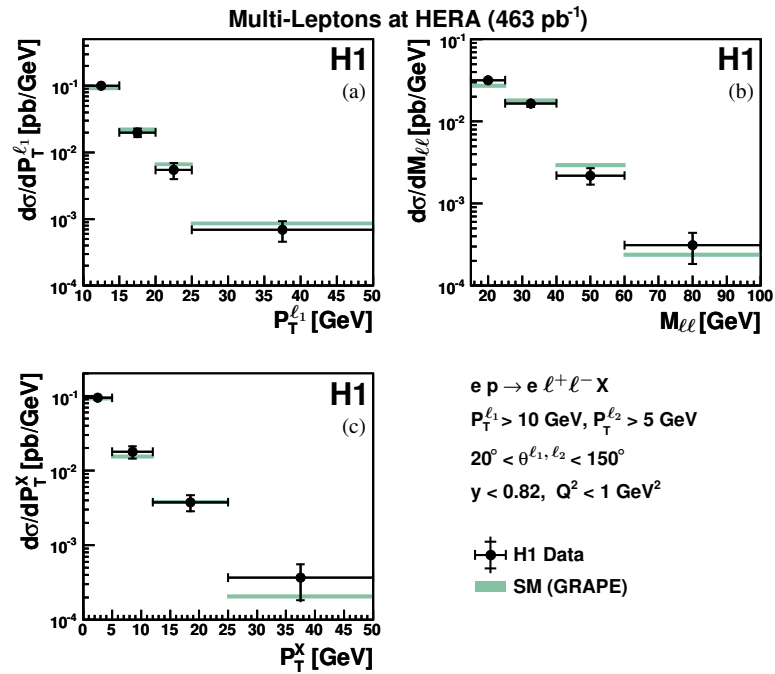 Multi-Leptons at HERA (463 pb⁻¹)
H1
(a)
dσ/dP_T^ℓ₁ [pb/GeV]
10⁻¹
10⁻²
10⁻³
10⁻⁴
10 15 20 25 30 35 40 45 50
P_T^ℓ₁ [GeV]
H1
(b)
dσ/dM_ℓℓ [pb/GeV]
10⁻¹
10⁻²
10⁻³
10⁻⁴
20 30 40 50 60 70 80 90 100
M_ℓℓ [GeV]
H1
(c)
dσ/dP_T^X [pb/GeV]
10⁻¹
10⁻²
10⁻³
10⁻⁴
0 5 10 15 20 25 30 35 40 45 50
P_T^X [GeV]
e p → e ℓ⁺ ℓ⁻ X
P_T^ℓ₁ > 10 GeV, P_T^ℓ₂ > 5 GeV
20° < θ^ℓ₁, ℓ₂ < 150°
y < 0.82, Q² < 1 GeV²
H1 Data
SM (GRAPE)